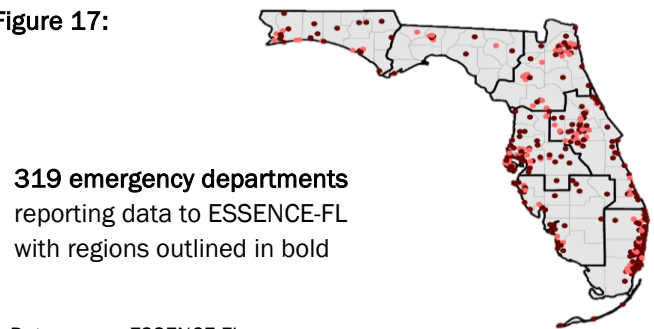 Figure 17:
319 emergency departments
reporting data to ESSENCE-FL
with regions outlined in bold